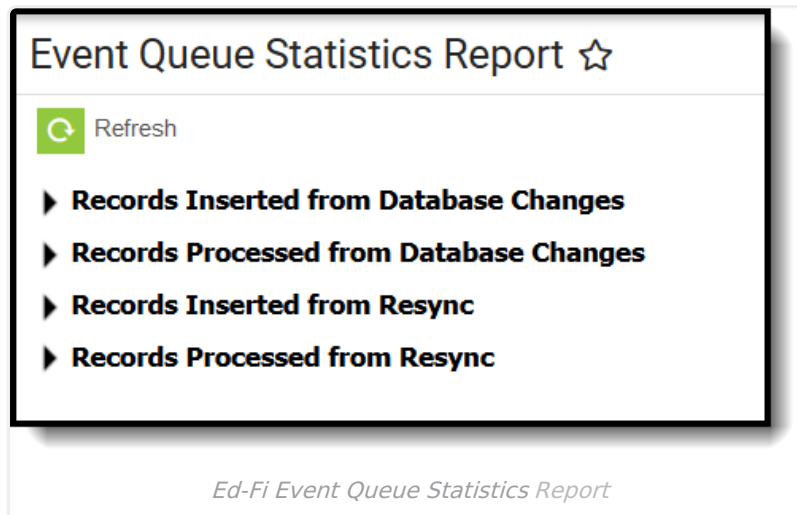 Event Queue Statistics Report
Refresh
Records Inserted from Database Changes
Records Processed from Database Changes
Records Inserted from Resync
Records Processed from Resync
Ed-Fi Event Queue Statistics Report